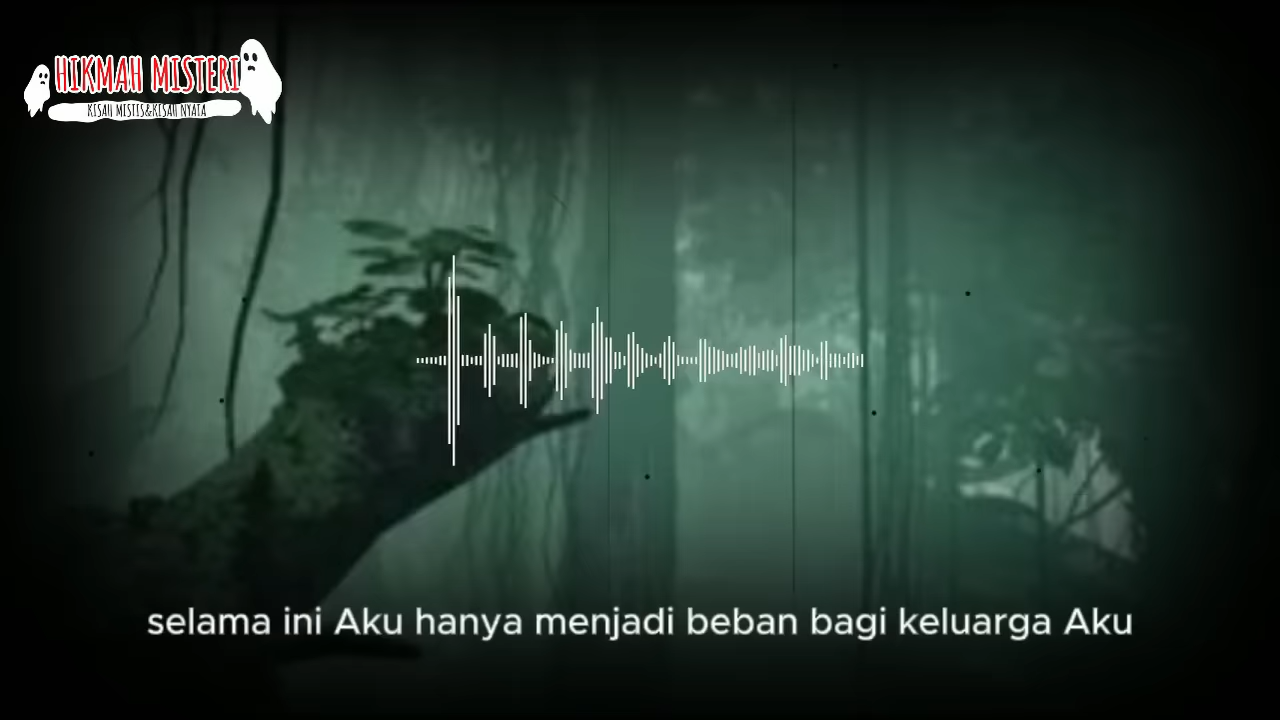 HIKMAH MISTERI
KISAH MISTIS&KISAH NYATA
selama ini Aku hanya menjadi beban bagi keluarga Aku